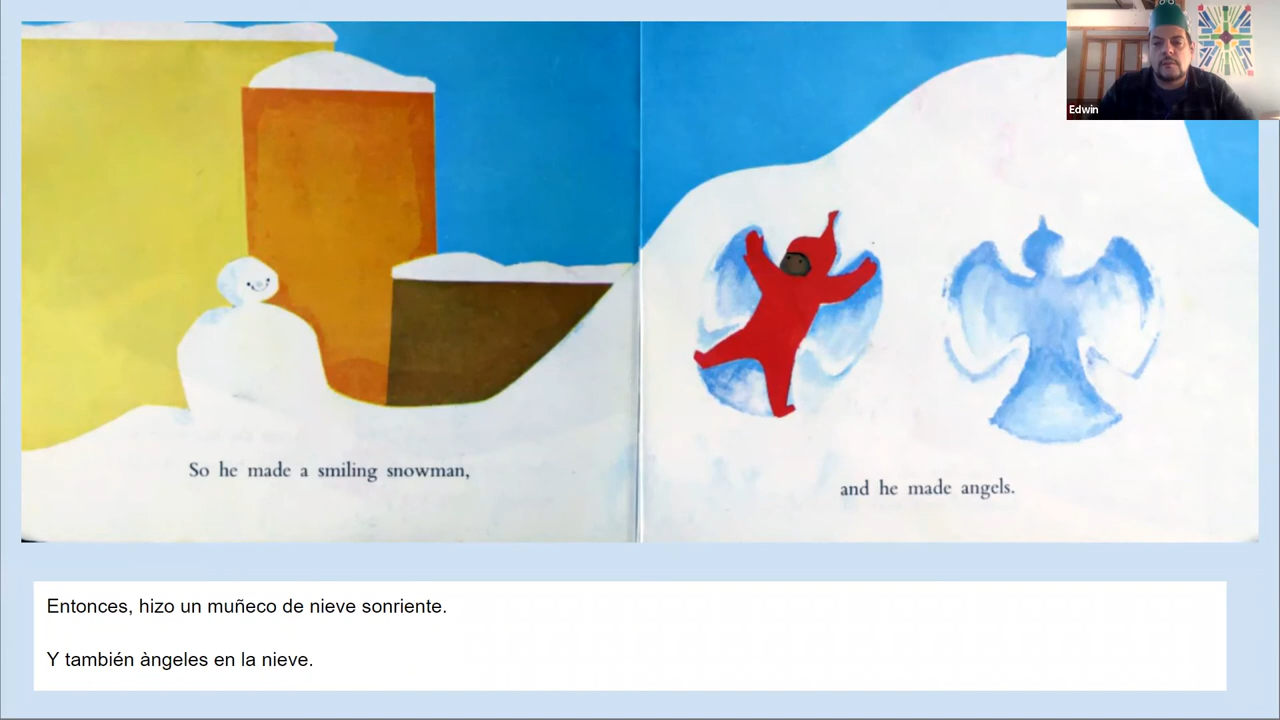 Edwin
So he made a smiling snowman,
and he made angels.
Entonces, hizo un muñeco de nieve sonriente.
Y también àngeles en la nieve.